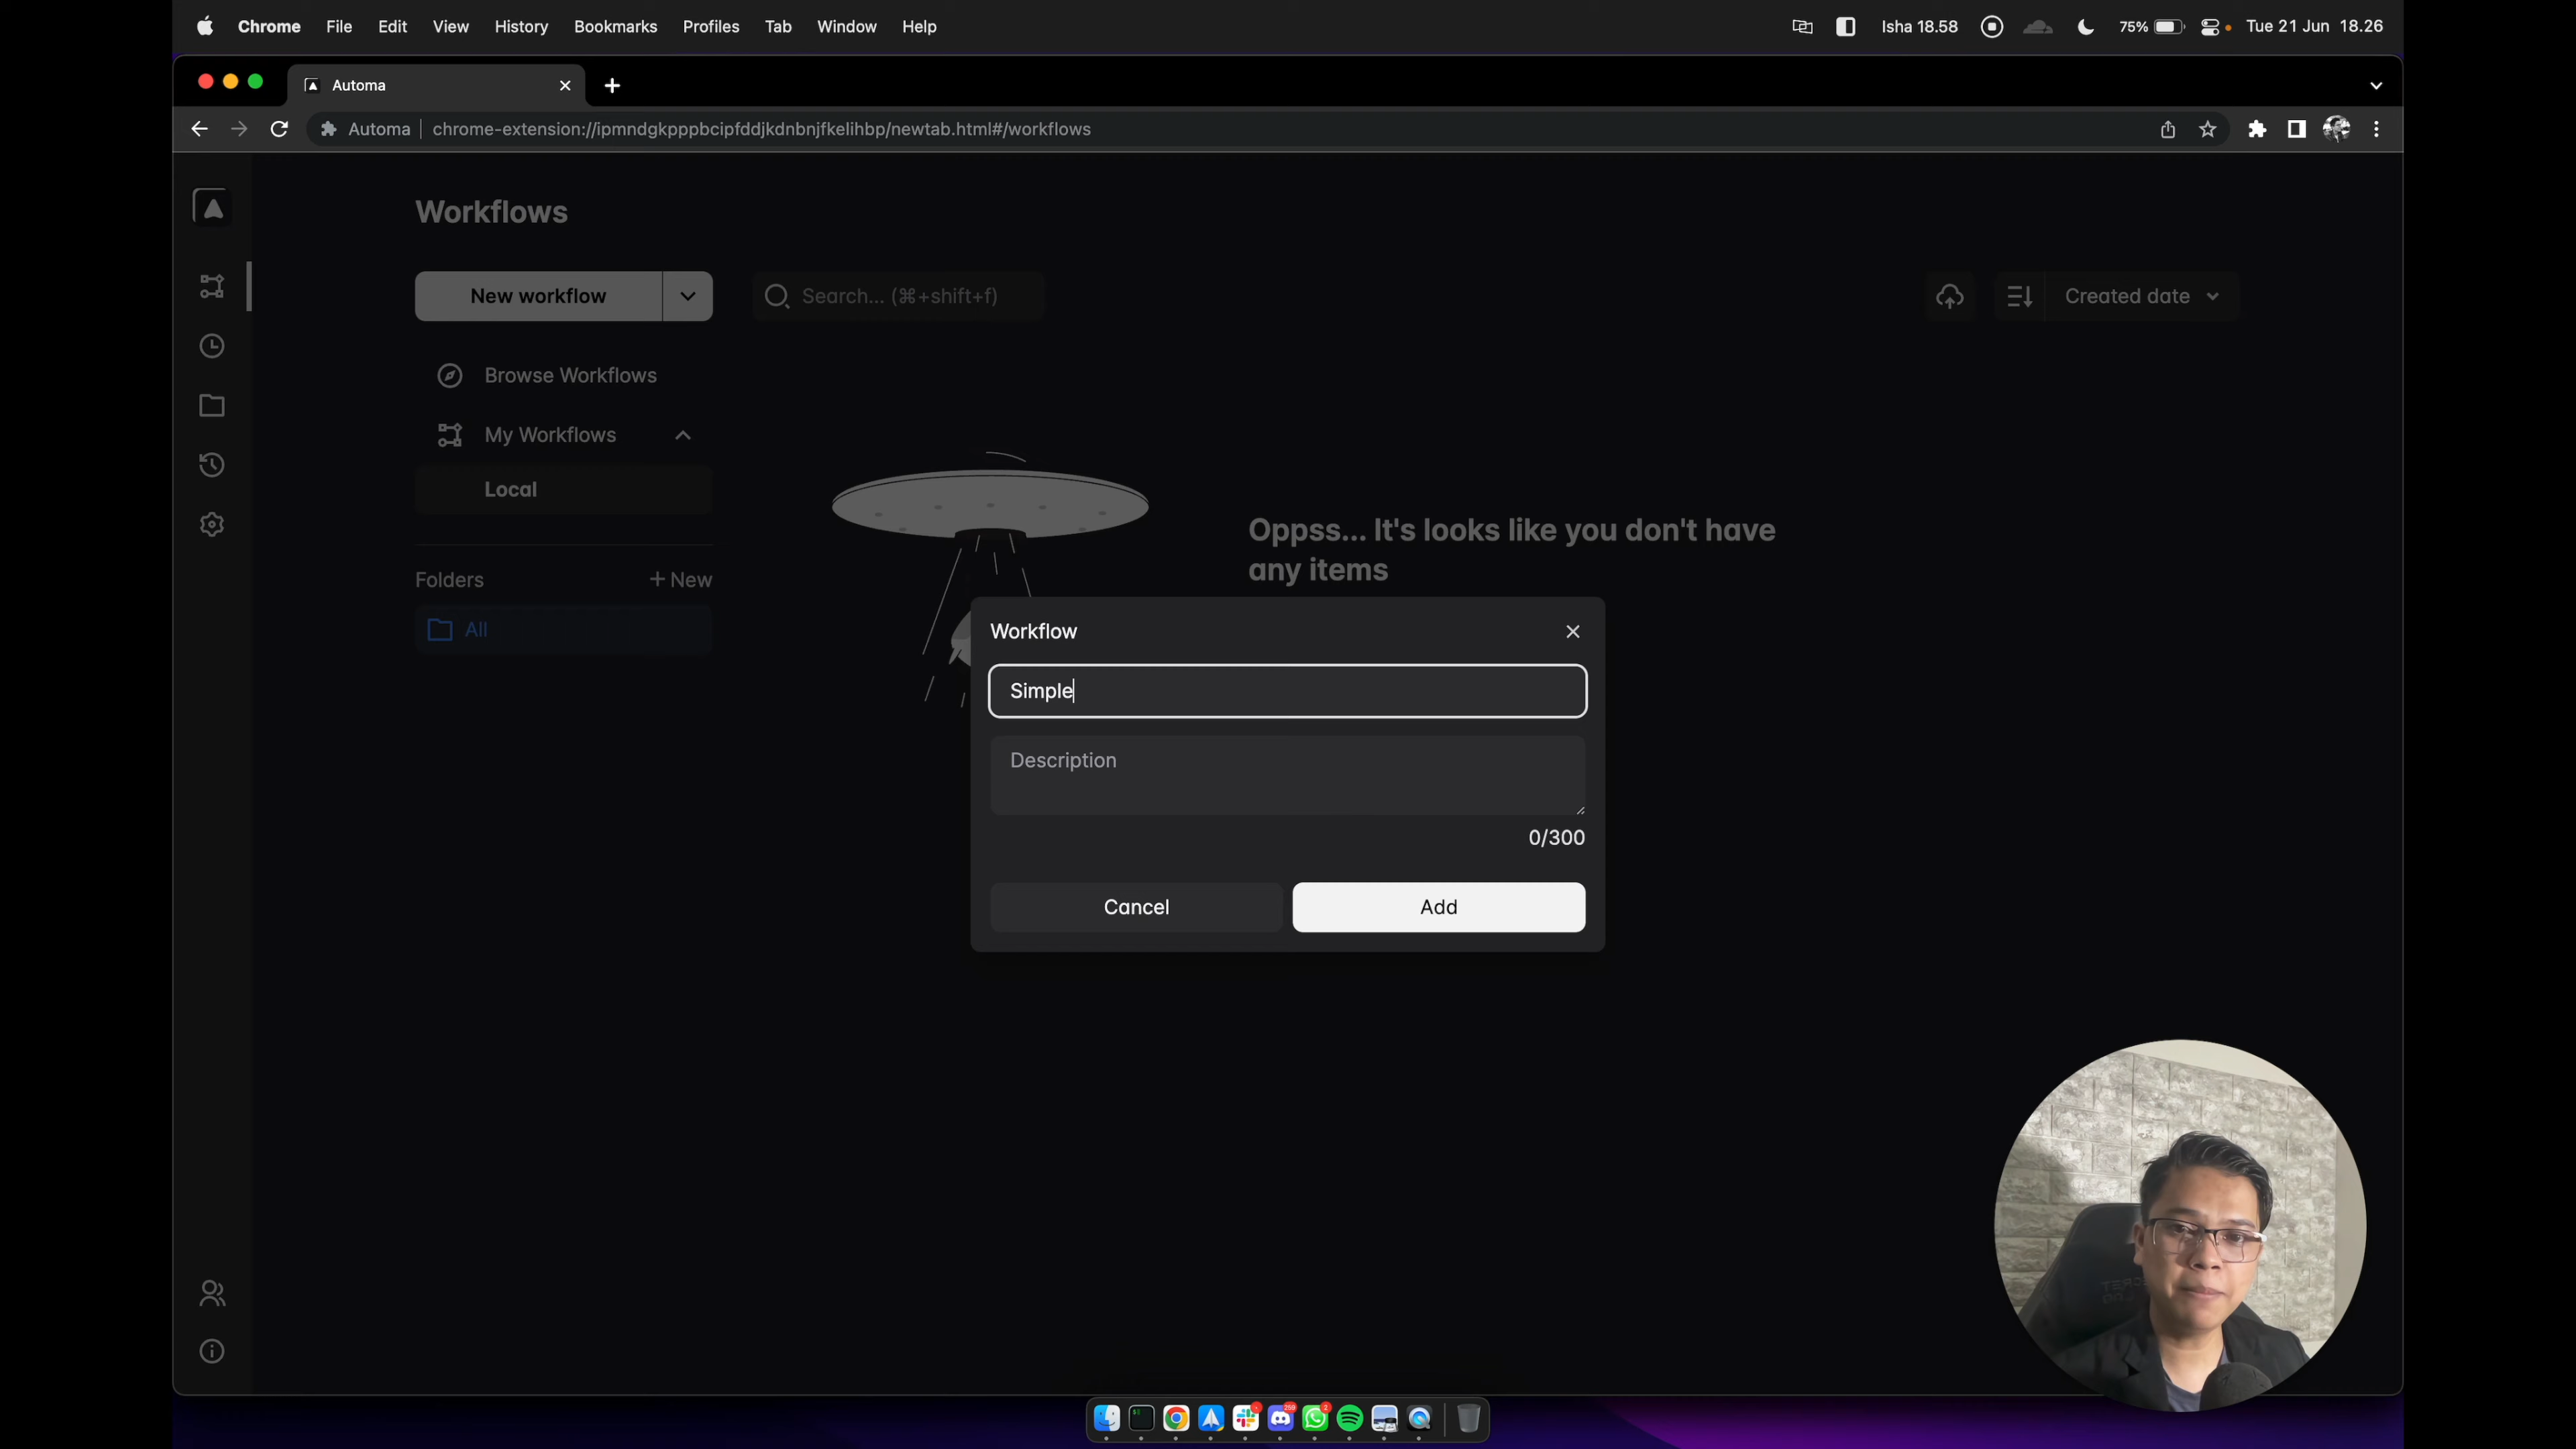 Chrome File Edit View History Bookmarks Profiles Tab Window Help Isha 18.58 75% Tue 21 Jun 18.26
Automa
Automa chrome-extension://ipmndgkpppbcipfddjkdnbnjfkelihbp/newtab.html#/workflows
Workflows
New workflow Search... (⌘+shift+f) Created date
Browse Workflows
My Workflows
Local
Oppss... It's looks like you don't have
any items
Folders + New
All
Workflow
Simple
Description
0/300
Cancel Add